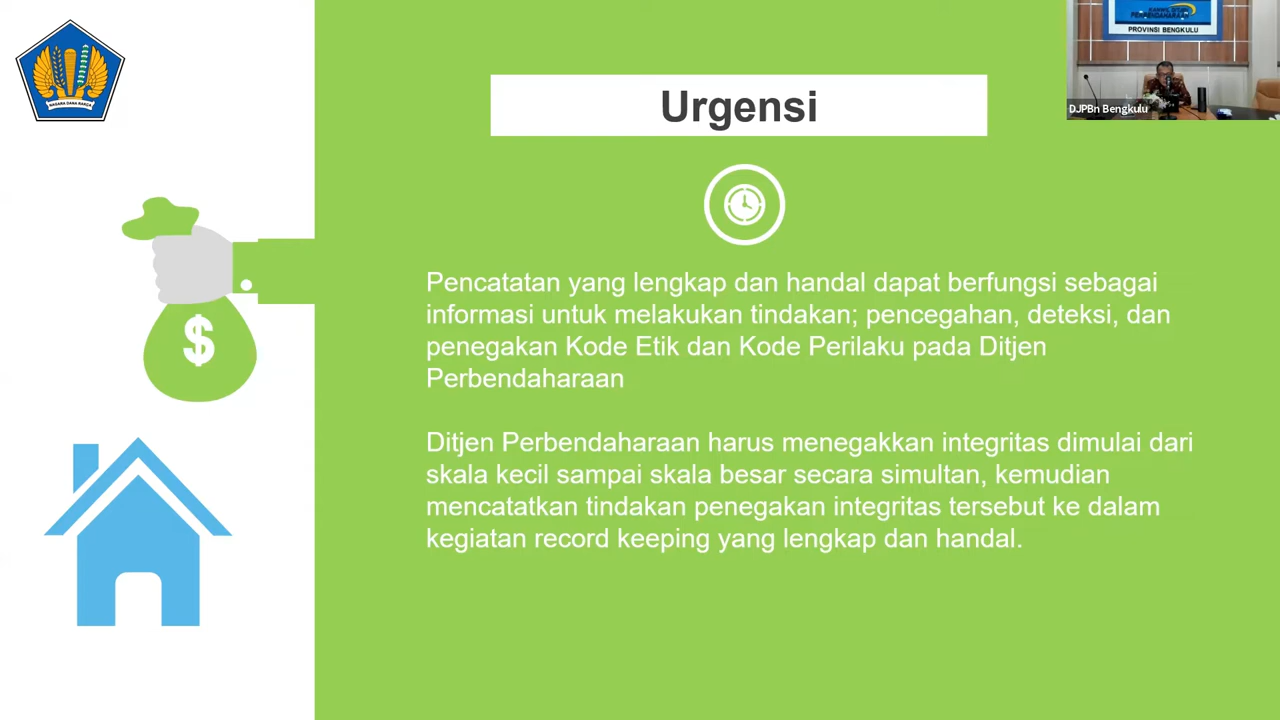 NAGARA DANA RAKCA
PROVINSI BENGKULU
DJPBn Bengkulu
Urgensi
$
Pencatatan yang lengkap dan handal dapat berfungsi sebagai
informasi untuk melakukan tindakan; pencegahan, deteksi, dan
penegakan Kode Etik dan Kode Perilaku pada Ditjen
Perbendaharaan
Ditjen Perbendaharaan harus menegakkan integritas dimulai dari
skala kecil sampai skala besar secara simultan, kemudian
mencatatkan tindakan penegakan integritas tersebut ke dalam
kegiatan record keeping yang lengkap dan handal.